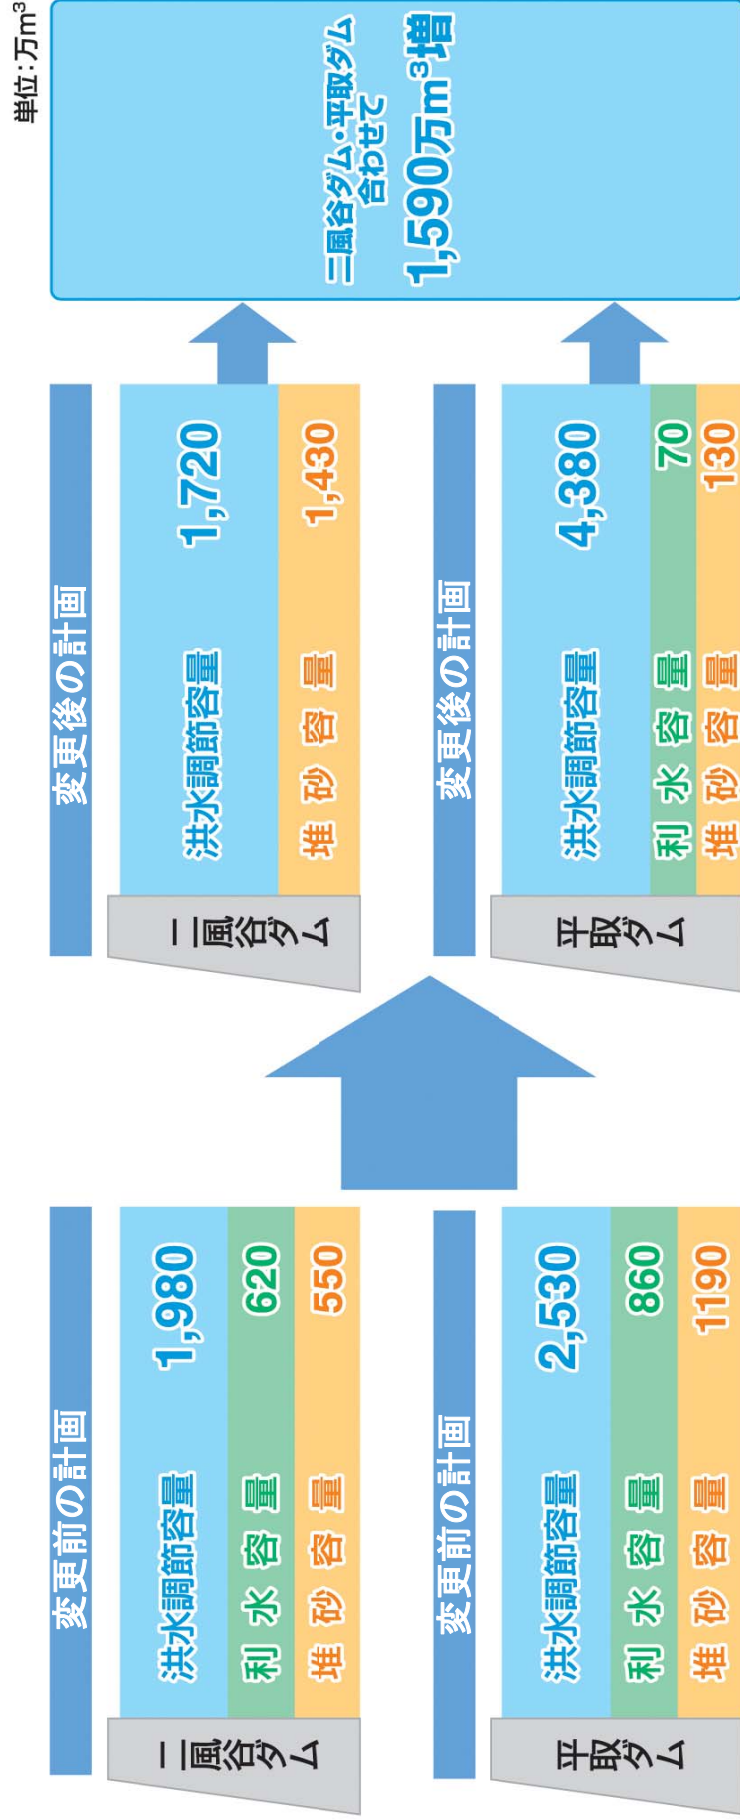 単位：万m³
変更前の計画
二風谷ダム
洪水調節容量 1,980
利水容量 620
堆砂容量 550
変更後の計画
二風谷ダム
洪水調節容量 1,720
堆砂容量 1,430
変更前の計画
平取ダム
洪水調節容量 2,530
利水容量 860
堆砂容量 1190
変更後の計画
平取ダム
洪水調節容量 4,380
利水容量 70
堆砂容量 130
二風谷ダム・平取ダム
合わせて
1,590万m³増